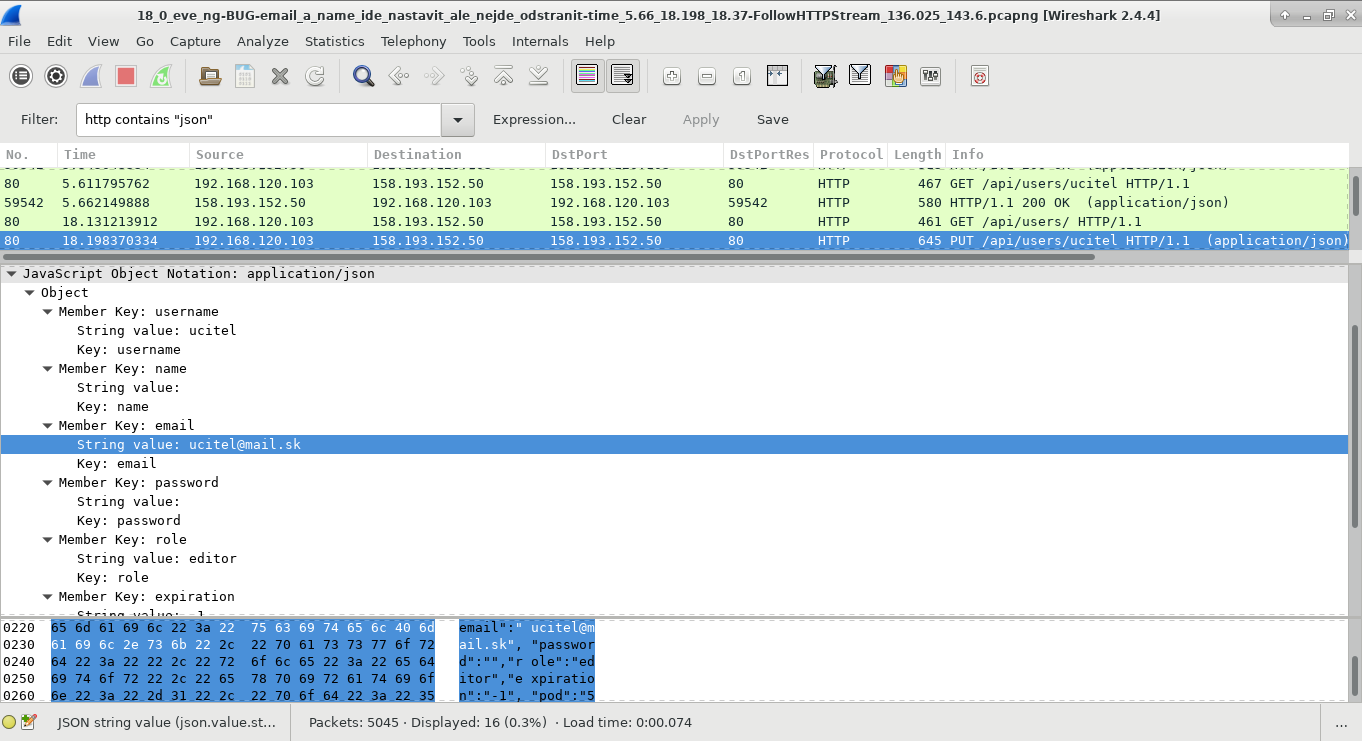 18_0_eve_ng-BUG-email_a_name_ide_nastavit_ale_nejde_odstranit-time_5.66_18.198_18.37-FollowHTTPStream_136.025_143.6.pcapng [Wireshark 2.4.4]
File Edit View Go Capture Analyze Statistics Telephony Tools Internals Help
Filter: http contains "json" Expression... Clear Apply Save
No. Time Source Destination DstPort DstPortRes Protocol Length Info
80 5.611795762 192.168.120.103 158.193.152.50 158.193.152.50 80 HTTP 467 GET /api/users/ucitel HTTP/1.1
59542 5.662149888 158.193.152.50 192.168.120.103 192.168.120.103 59542 HTTP 580 HTTP/1.1 200 OK (application/json)
80 18.131213912 192.168.120.103 158.193.152.50 158.193.152.50 80 HTTP 461 GET /api/users/ HTTP/1.1
80 18.198370334 192.168.120.103 158.193.152.50 158.193.152.50 80 HTTP 645 PUT /api/users/ucitel HTTP/1.1 (application/json)
JavaScript Object Notation: application/json
Object
Member Key: username
String value: ucitel
Key: username
Member Key: name
String value:
Key: name
Member Key: email
String value: ucitel@mail.sk
Key: email
Member Key: password
String value:
Key: password
Member Key: role
String value: editor
Key: role
Member Key: expiration
String value: -1
0220 65 6d 61 69 6c 22 3a 22 75 63 69 74 65 6c 40 6d email":" ucitel@m
0230 61 69 6c 2e 73 6b 22 2c 22 70 61 73 73 77 6f 72 ail.sk", "passwor
0240 64 22 3a 22 22 2c 22 72 6f 6c 65 22 3a 22 65 64 d":"","r ole":"ed
0250 69 74 6f 72 22 2c 22 65 78 70 69 72 61 74 69 6f itor","e xpiratio
0260 6e 22 3a 22 2d 31 22 2c 22 70 6f 64 22 3a 22 35 n":"-1", "pod":"5
JSON string value (json.value.st... Packets: 5045 · Displayed: 16 (0.3%) · Load time: 0:00.074 ...